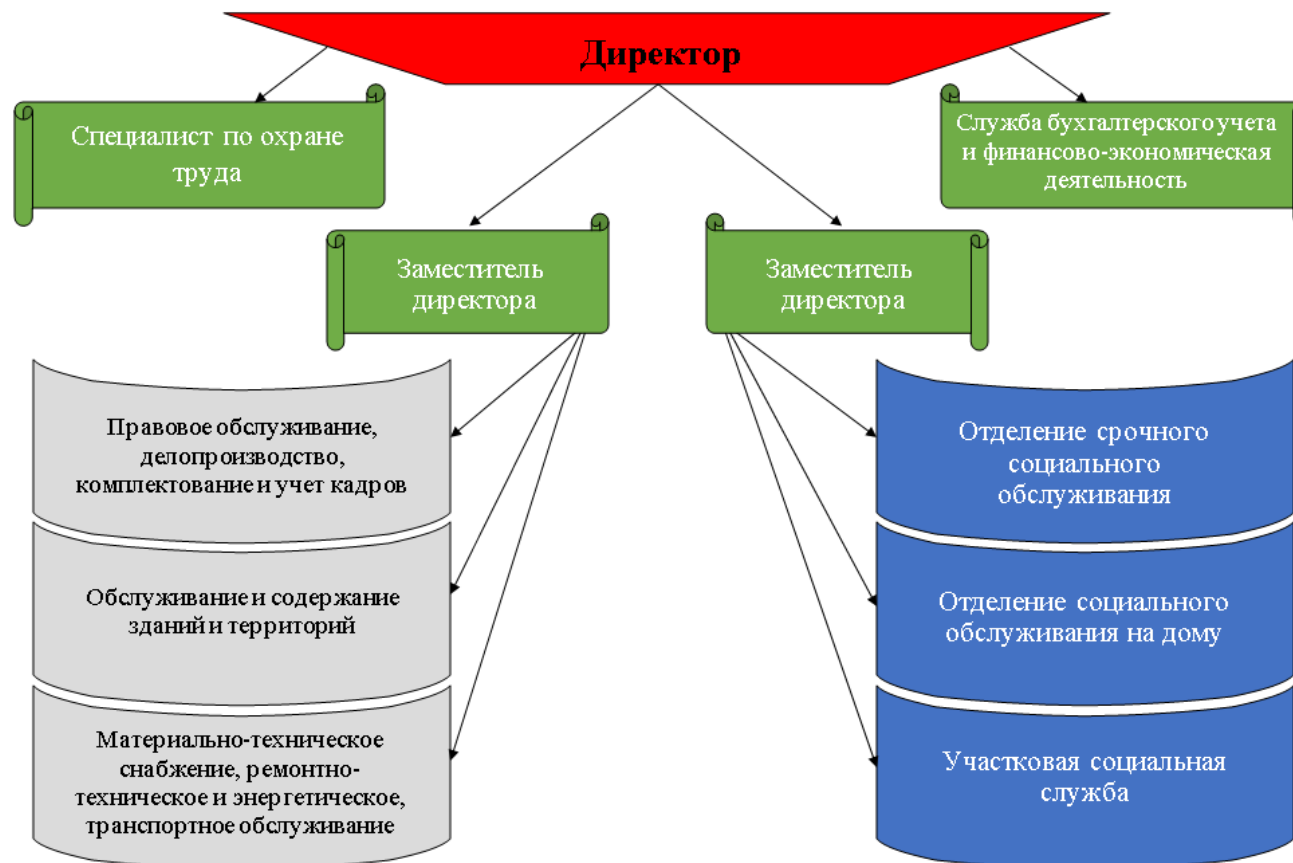 Директор
Специалист по охране
труда
Служба бухгалтерского учета
и финансово-экономическая
деятельность
Заместитель
директора
Заместитель
директора
Правовое обслуживание,
делопроизводство,
комплектование и учет кадров
Обслуживание и содержание
зданий и территорий
Материально-техническое
снабжение, ремонтно-
техническое и энергетическое,
транспортное обслуживание
Отделение срочного
социального
обслуживания
Отделение социального
обслуживания на дому
Участковая социальная
служба